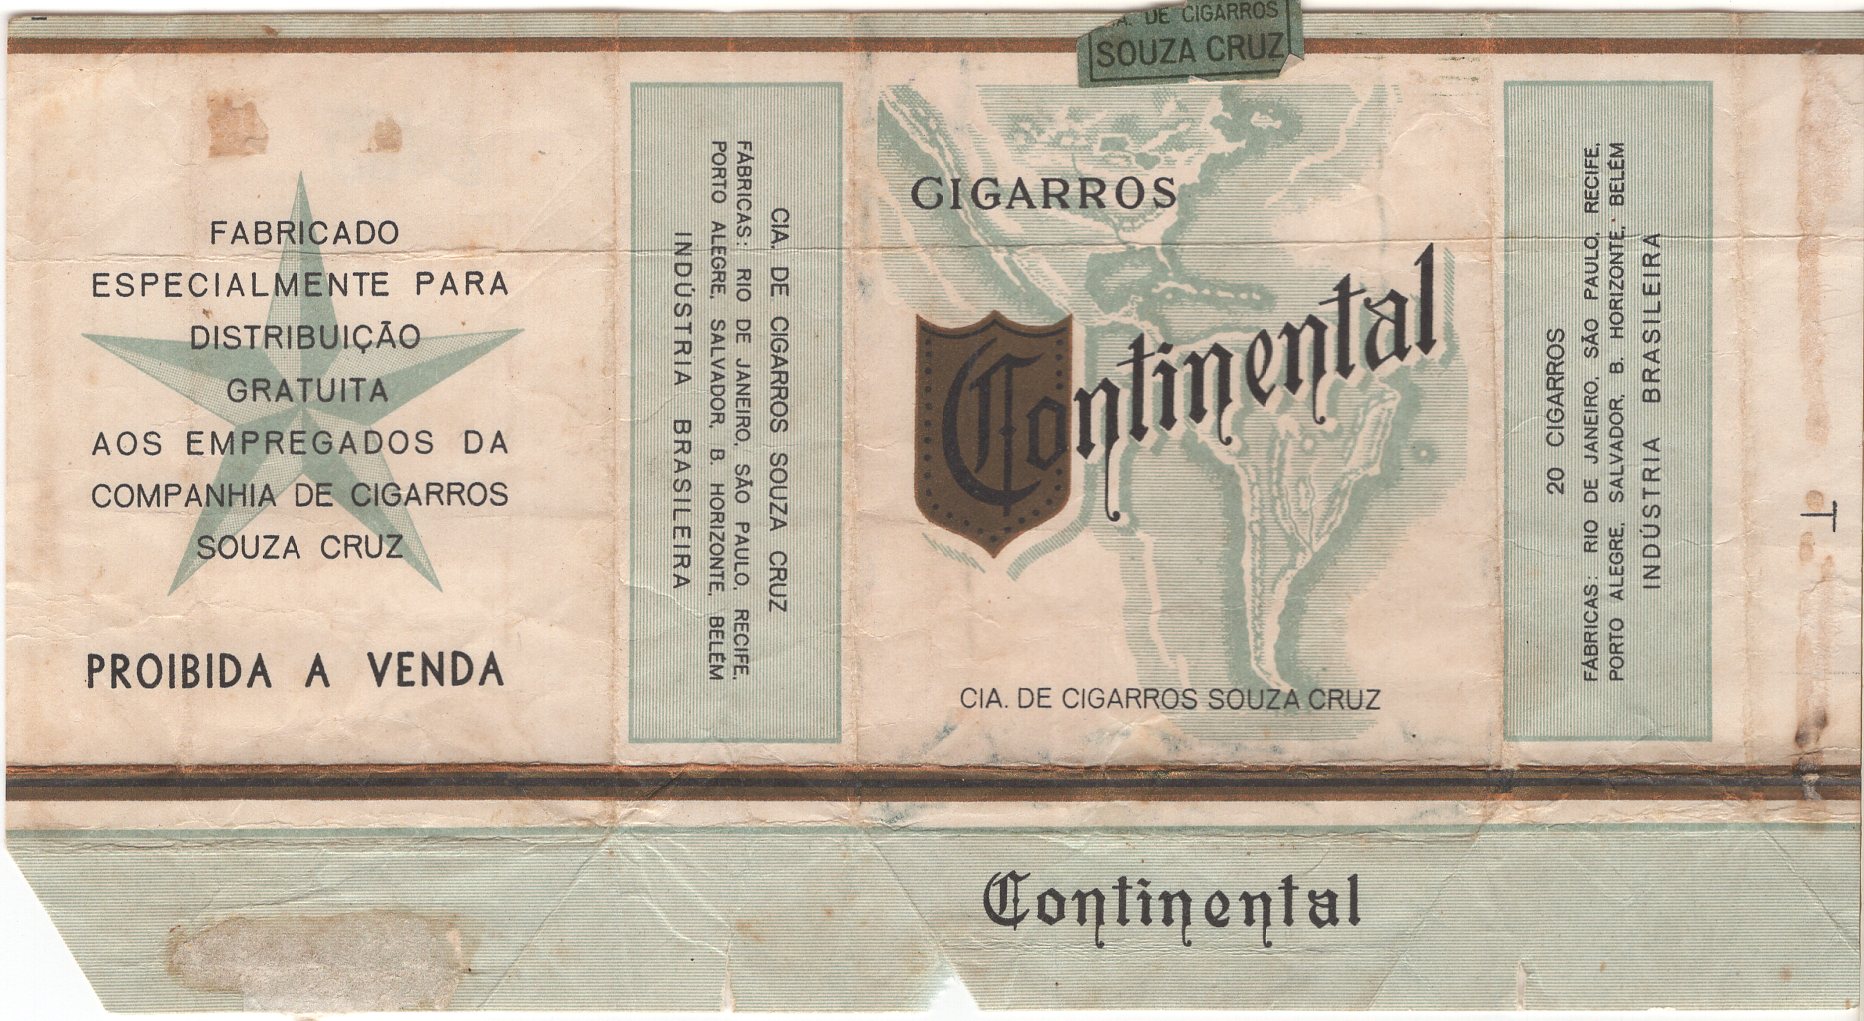 FABRICADO
ESPECIALMENTE PARA
DISTRIBUIÇÃO
GRATUITA
AOS EMPREGADOS DA
COMPANHIA DE CIGARROS
SOUZA CRUZ
PROIBIDA A VENDA
CIA. DE CIGARROS SOUZA CRUZ
FÁBRICAS: RIO DE JANEIRO, SÃO PAULO, RECIFE,
PORTO ALEGRE, SALVADOR, B. HORIZONTE, BELÉM
INDÚSTRIA BRASILEIRA
DE CIGARROS
SOUZA CRUZ
CIGARROS
Continental
CIA. DE CIGARROS SOUZA CRUZ
20 CIGARROS
FÁBRICAS: RIO DE JANEIRO, SÃO PAULO, RECIFE,
PORTO ALEGRE, SALVADOR, B. HORIZONTE, BELÉM
INDÚSTRIA BRASILEIRA
T
Continental